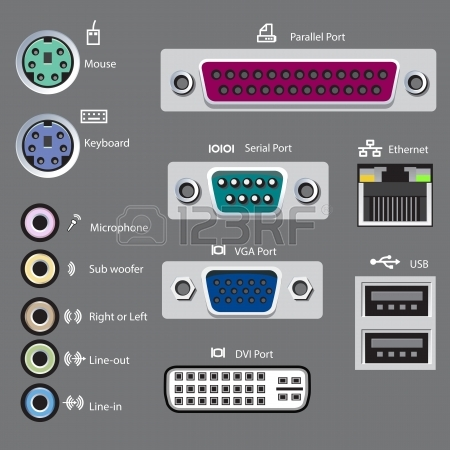 Parallel Port
Mouse
Keyboard
IOIOI Serial Port
Ethernet
Microphone
Sub woofer
VGA Port
USB
Right or Left
Line-out
DVI Port
Line-in
123RF